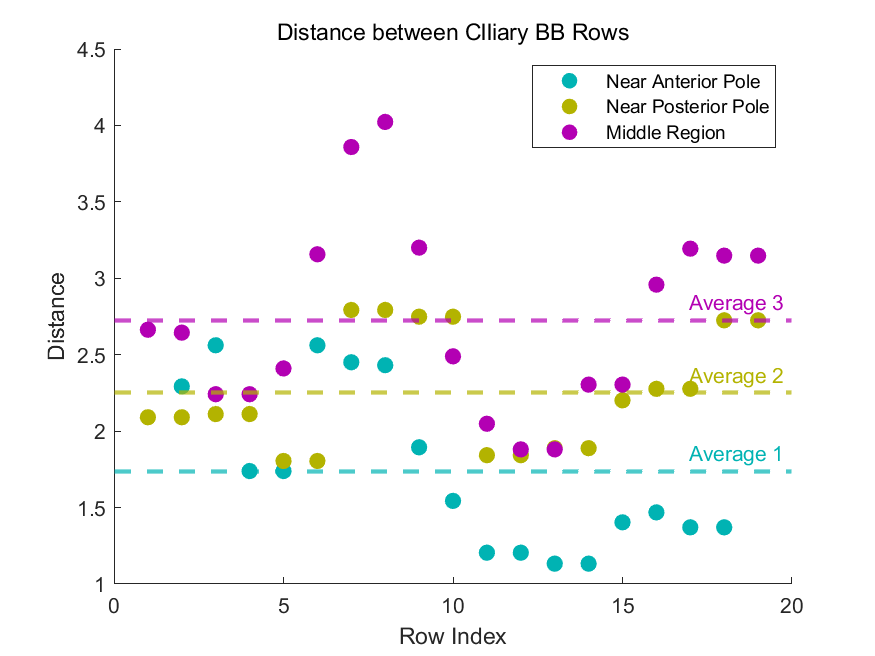 Distance between CIliary BB Rows
4.5
4
3.5
3
2.5
2
1.5
1
0
5
10
15
20
Distance
Row Index
Near Anterior Pole
Near Posterior Pole
Middle Region
Average 3
Average 2
Average 1